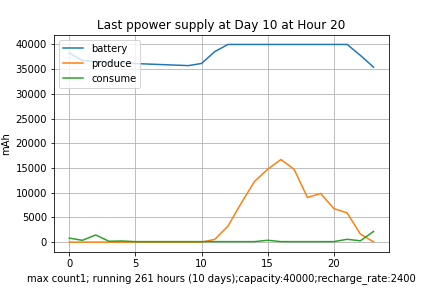 Last ppower supply at Day 10 at Hour 20
40000
35000
30000
25000
20000
15000
10000
5000
0
mAh
battery
produce
consume
0 5 10 15 20
max count1; running 261 hours (10 days);capacity:40000;recharge_rate:2400